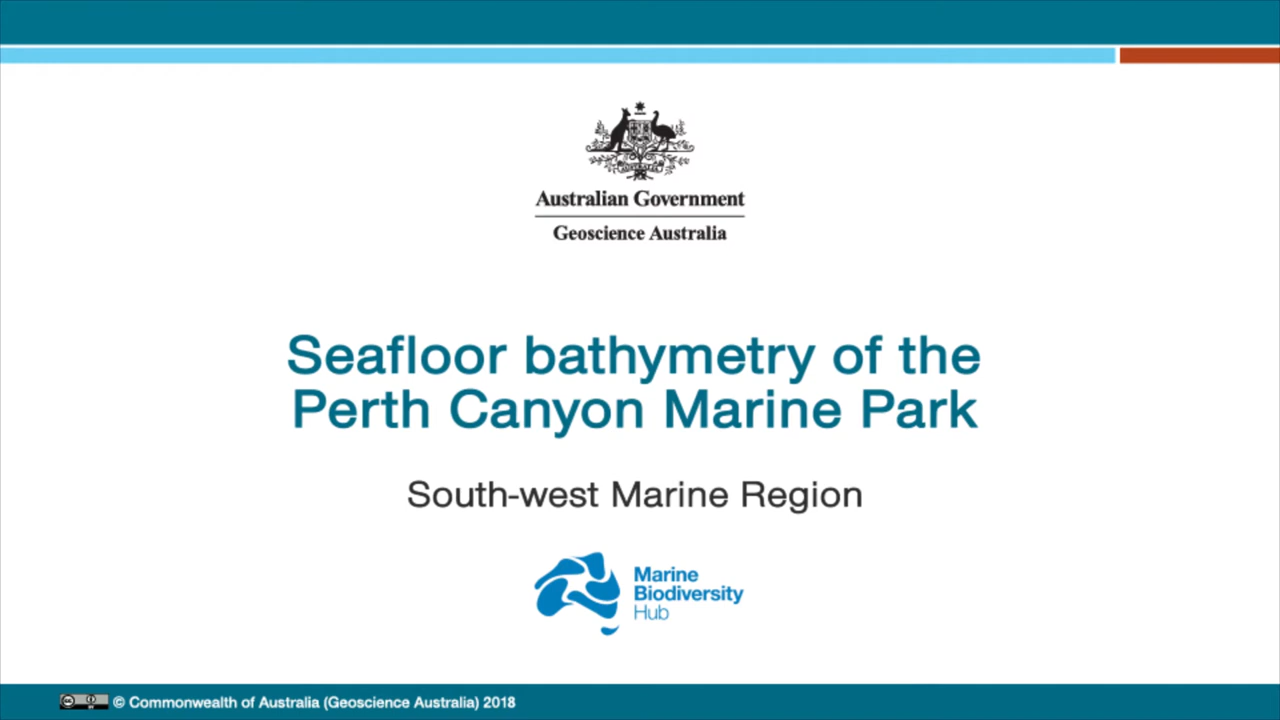 Australian Government
Geoscience Australia
Seafloor bathymetry of the
Perth Canyon Marine Park
South-west Marine Region
Marine
Biodiversity
Hub
© Commonwealth of Australia (Geoscience Australia) 2018